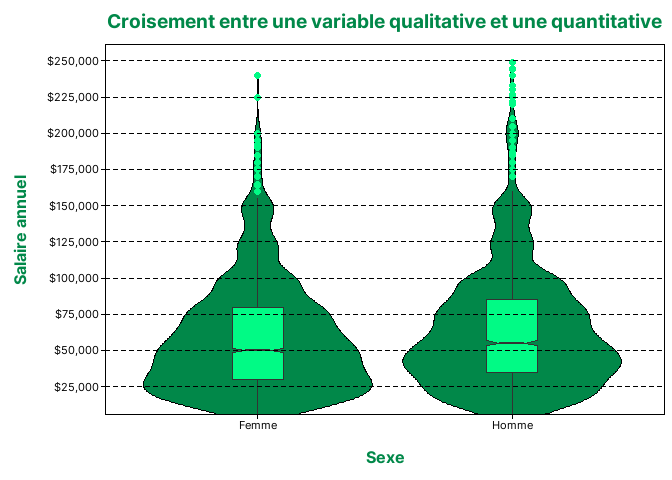 Croisement entre une variable qualitative et une quantitative
Salaire annuel
$250,000
$225,000
$200,000
$175,000
$150,000
$125,000
$100,000
$75,000
$50,000
$25,000
Femme
Homme
Sexe